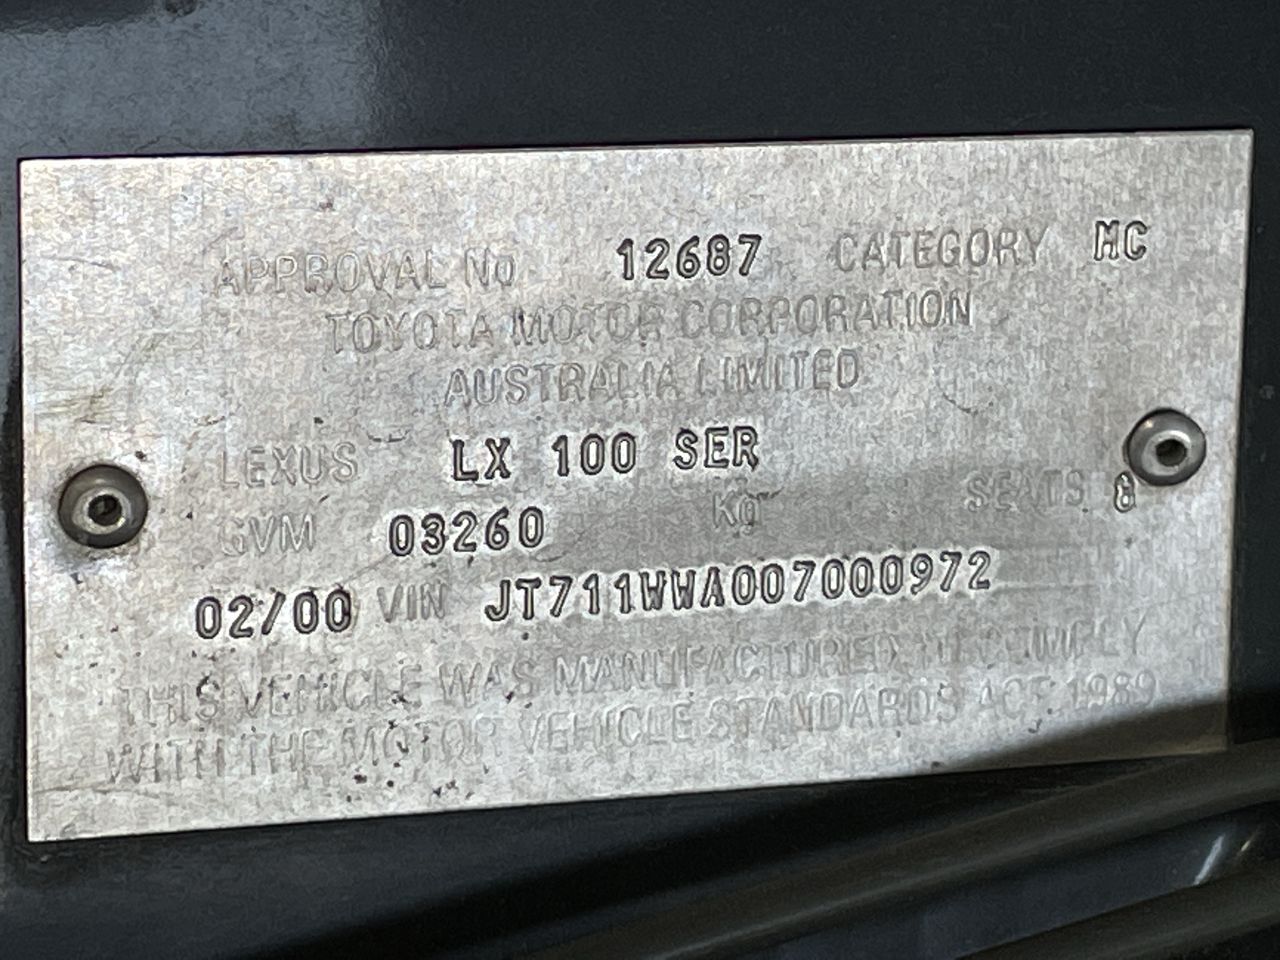 APPROVAL No 12687 CATEGORY MC
TOYOTA MOTOR CORPORATION
AUSTRALIA LIMITED
LEXUS LX 100 SER
GVM 03260 Kg SEATS 8
02/00 VIN JT711WWA007000972
THIS VEHICLE WAS MANUFACTURED TO COMPLY
WITH THE MOTOR VEHICLE STANDARDS ACT 1989